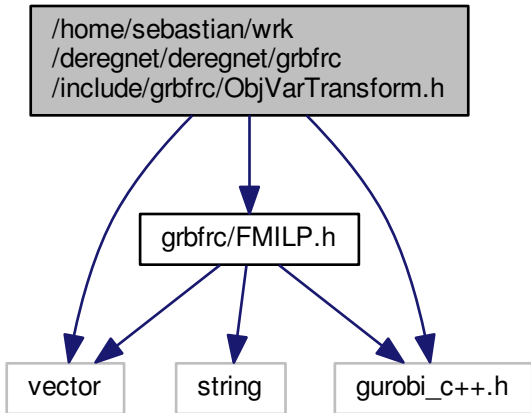 /home/sebastian/wrk
/deregnet/deregnet/grbfrc
/include/grbfrc/ObjVarTransform.h
grbfrc/FMILP.h
vector
string
gurobi_c++.h